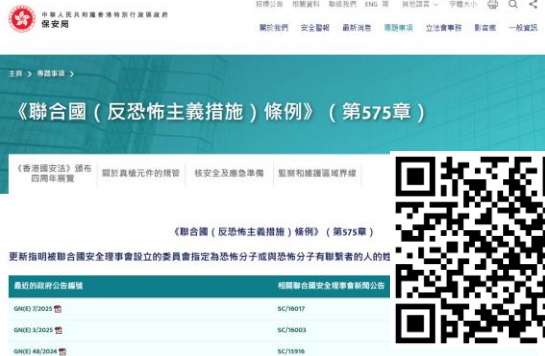 中華人民共和國香港特別行政區政府
保安局
招標公告 相關資料 聯絡我們 ENG 简 其他語言 字體大小
關於我們 安全警報 最新消息 專題事項 立法會事務 影音廊 一般資訊
主頁 > 專題事項 >
《聯合國（反恐怖主義措施）條例》（第575章）
《香港國安法》頒布四周年展覽 關於真槍元件的規管 核安全及應急準備 監察和維護區域界線
《聯合國（反恐怖主義措施）條例》（第575章）
更新指明被聯合國安全理事會設立的委員會指定為恐怖分子或與恐怖分子有聯繫者的人的姓
最近的政府公告編號 相關聯合國安全理事會新聞公告
GN(E) 7/2025 SC/16017
GN(E) 3/2025 SC/16003
GN(E) 48/2024 SC/15916